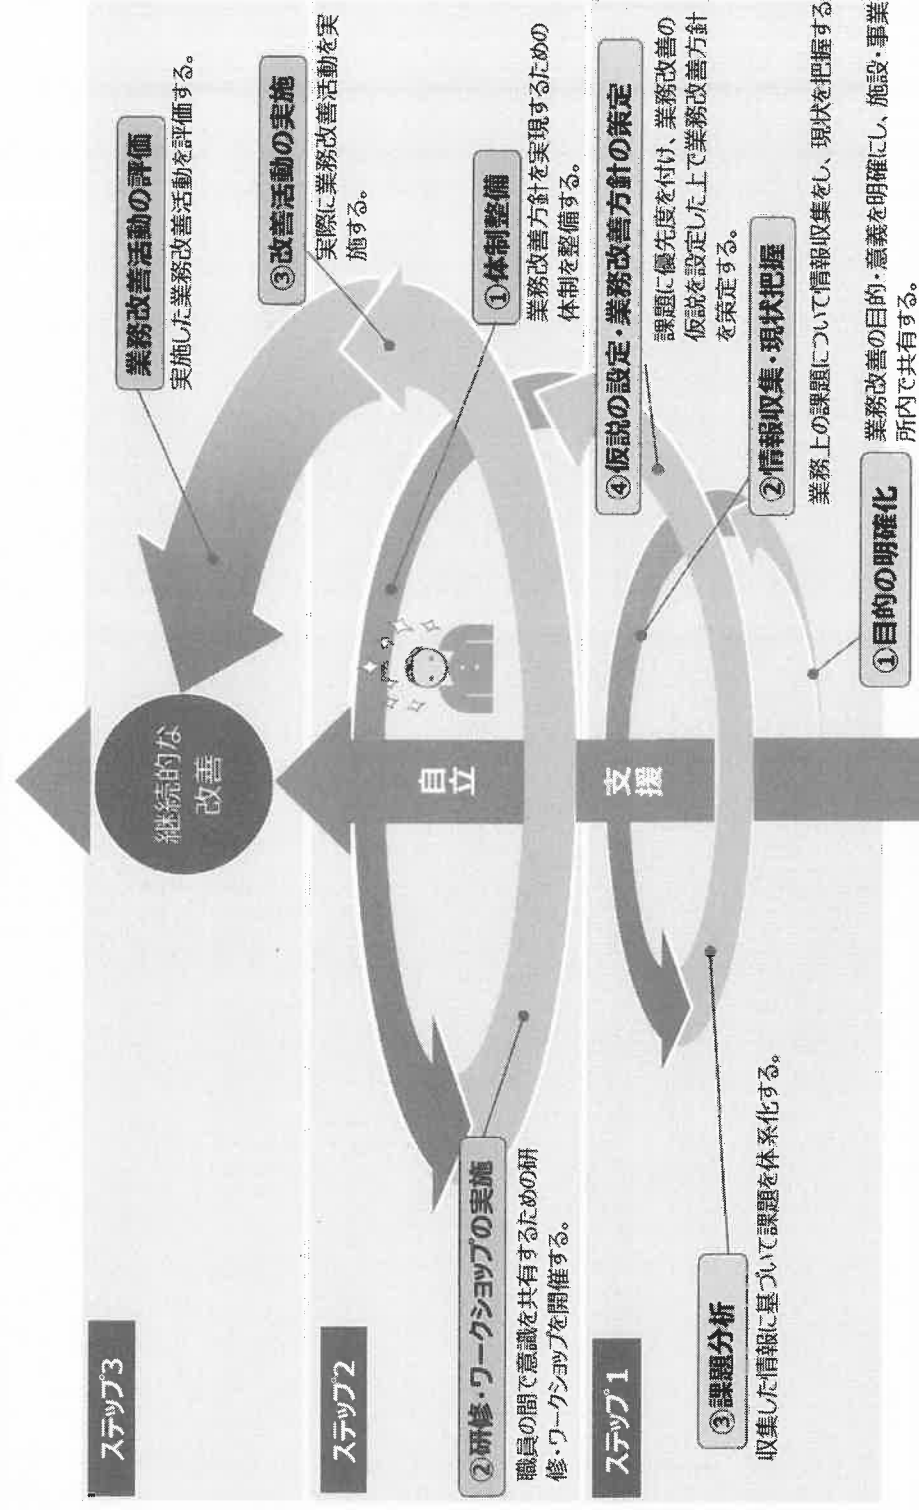 ステップ3
継続的な
改善
業務改善活動の評価
実施した業務改善活動を評価する。
ステップ2
自立
③改善活動の実施
実際に業務改善活動を実
施する。
①体制整備
業務改善方針を実現するための
体制を整備する。
②研修・ワークショップの実施
職員の間で意識を共有するための研
修・ワークショップを開催する。
ステップ1
支援
④仮説の設定・業務改善方針の策定
課題に優先度を付け、業務改善の
仮説を設定した上で業務改善方針
を策定する。
②情報収集・現状把握
業務上の課題について情報収集をし、現状を把握する
③課題分析
収集した情報に基づいて課題を体系化する。
①目的の明確化
業務改善の目的・意義を明確にし、施設・事業
所内で共有する。